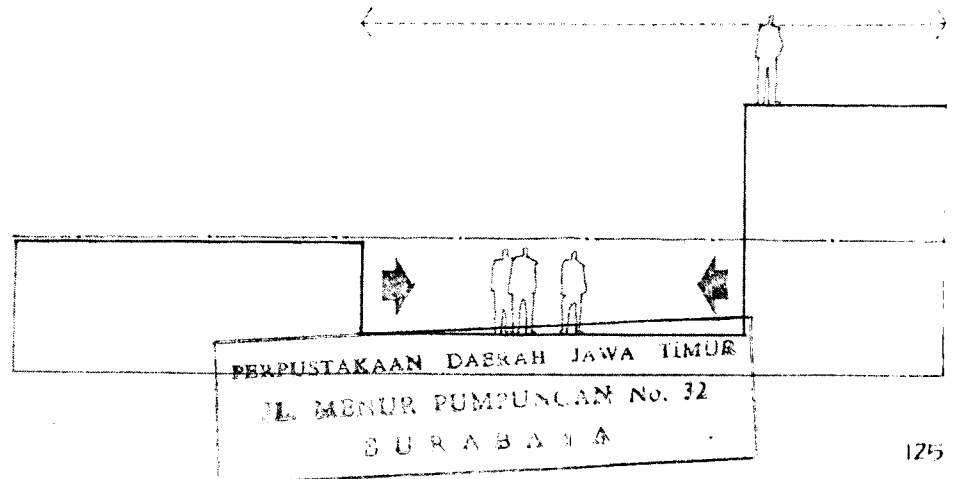 PERPUSTAKAAN DAERAH JAWA TIMUR
JL. MENUR PUMPUNGAN No. 32
SURABAYA
125